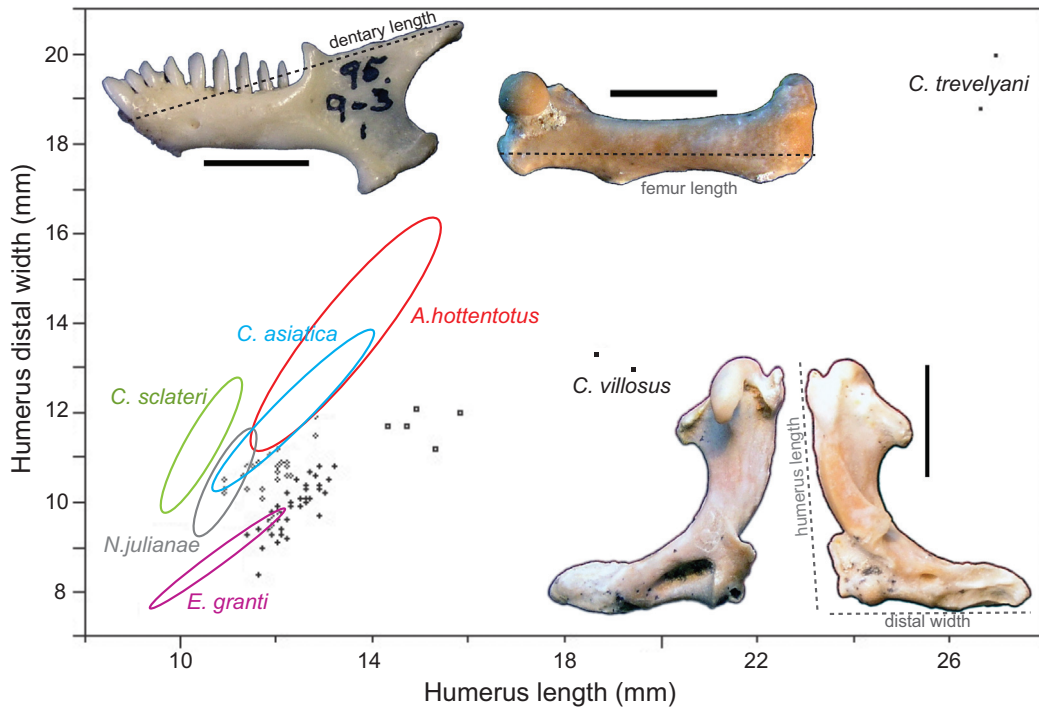 20
18
16
14
12
10
8
Humerus distal width (mm)
dentary length
95.
9-3
1
femur length
C. trevelyani
A.hottentotus
C. asiatica
C. sclateri
N.julianae
E. granti
C. villosus
humerus length
distal width
10 14 18 22 26
Humerus length (mm)